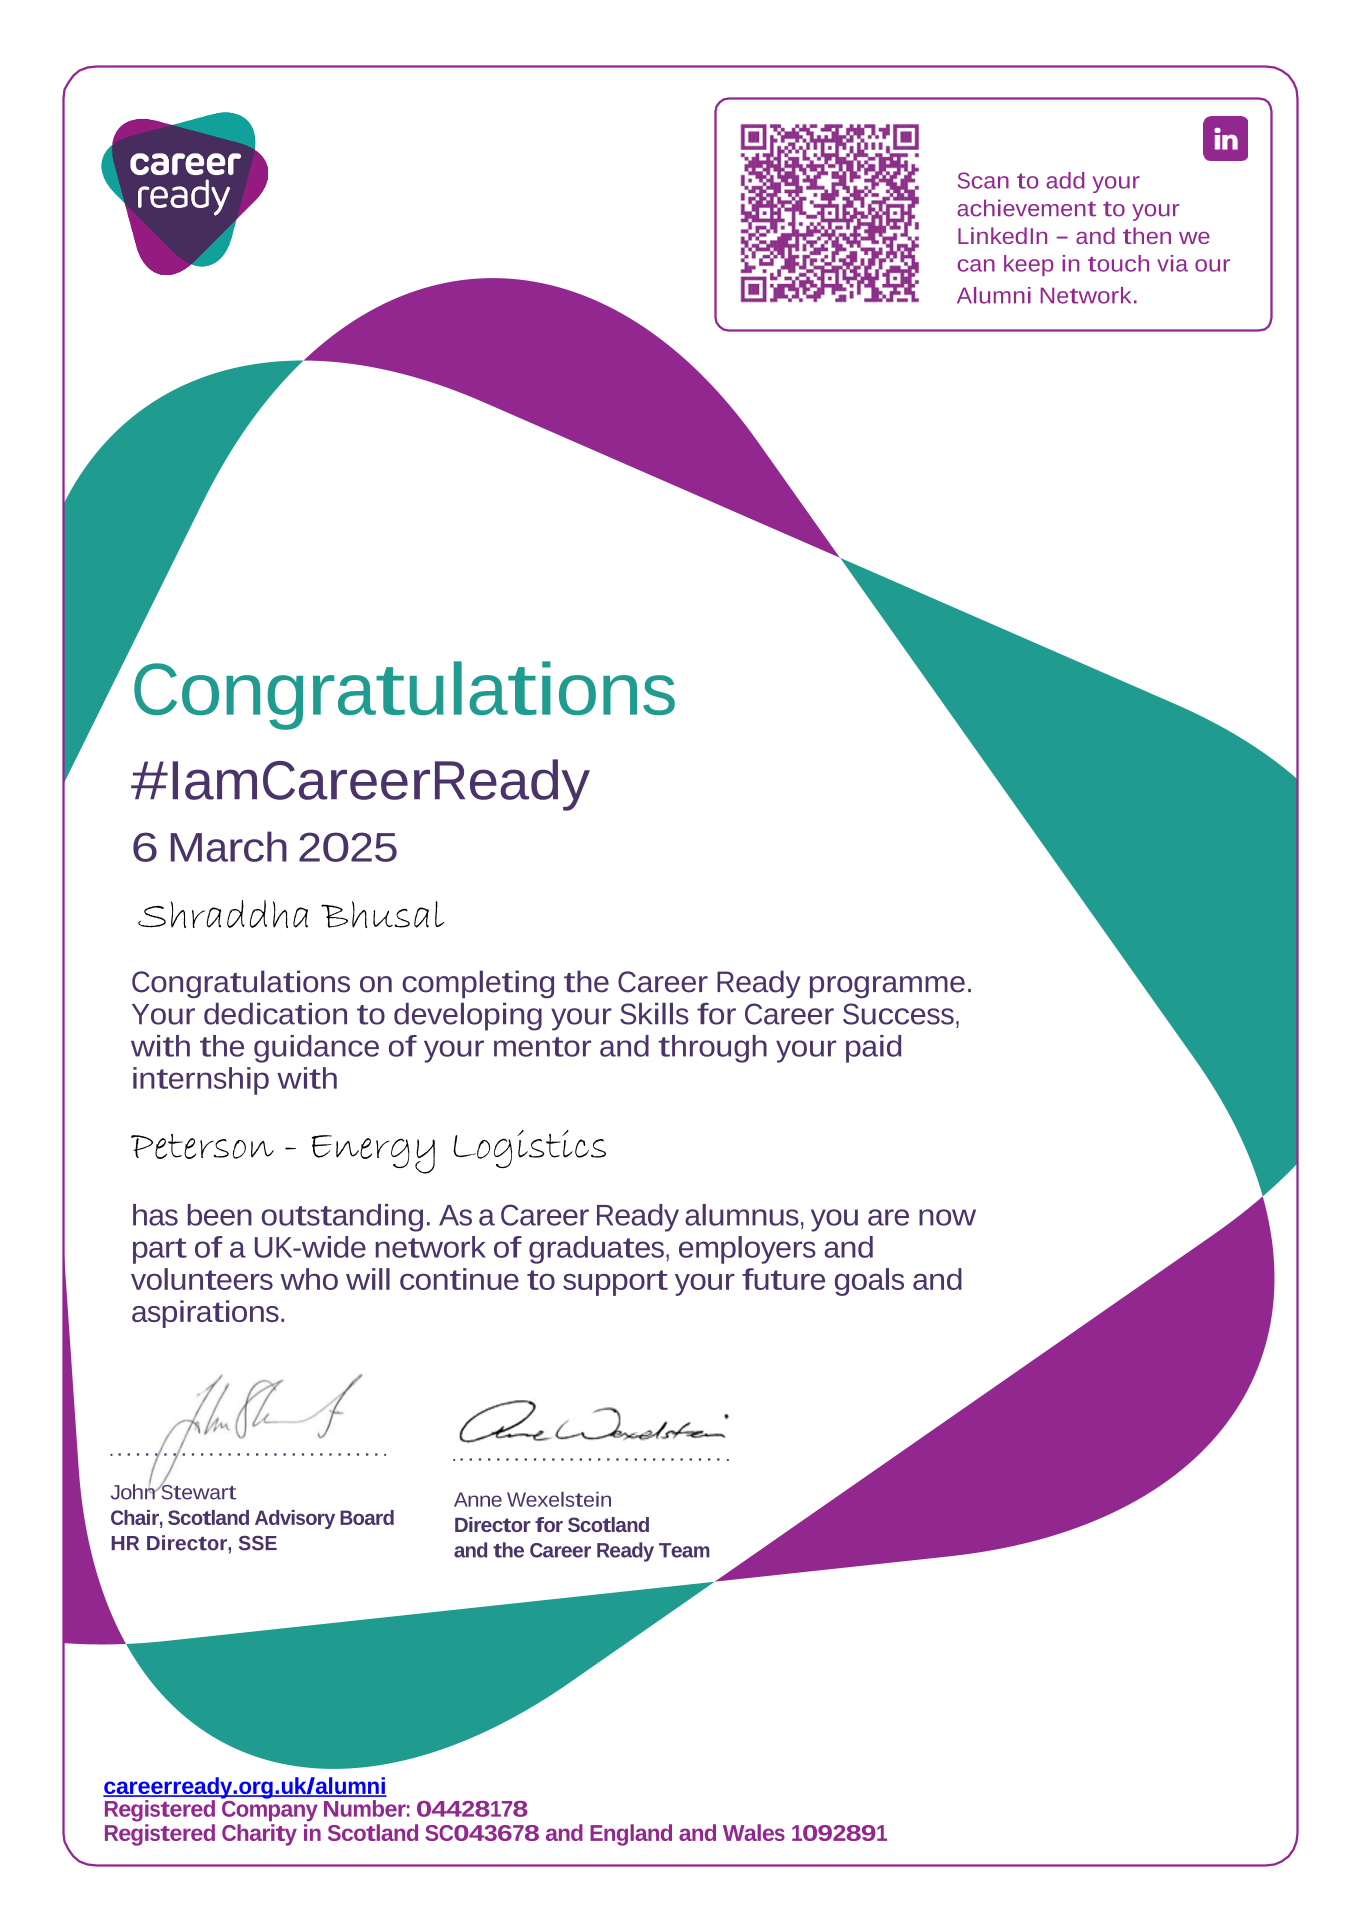 career
ready
in
Scan to add your
achievement to your
LinkedIn – and then we
can keep in touch via our
Alumni Network.
Congratulations
#IamCareerReady
6 March 2025
Shraddha Bhusal
Congratulations on completing the Career Ready programme.
Your dedication to developing your Skills for Career Success,
with the guidance of your mentor and through your paid
internship with
Peterson - Energy Logistics
has been outstanding. As a Career Ready alumnus, you are now
part of a UK-wide network of graduates, employers and
volunteers who will continue to support your future goals and
aspirations.
John Stewart
Anne Wexelstein
John Stewart
Chair, Scotland Advisory Board
HR Director, SSE
Anne Wexelstein
Director for Scotland
and the Career Ready Team
careerready.org.uk/alumni
Registered Company Number: 04428178
Registered Charity in Scotland SC043678 and England and Wales 1092891